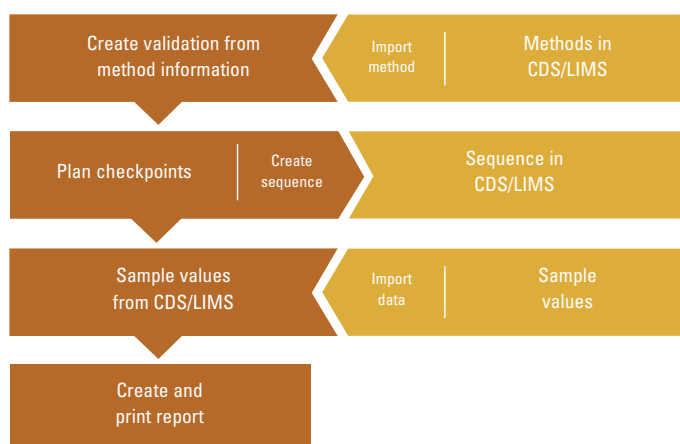 Create validation from
method information
Import
method
Methods in
CDS/LIMS
Plan checkpoints
Create
sequence
Sequence in
CDS/LIMS
Sample values
from CDS/LIMS
Import
data
Sample
values
Create and
print report